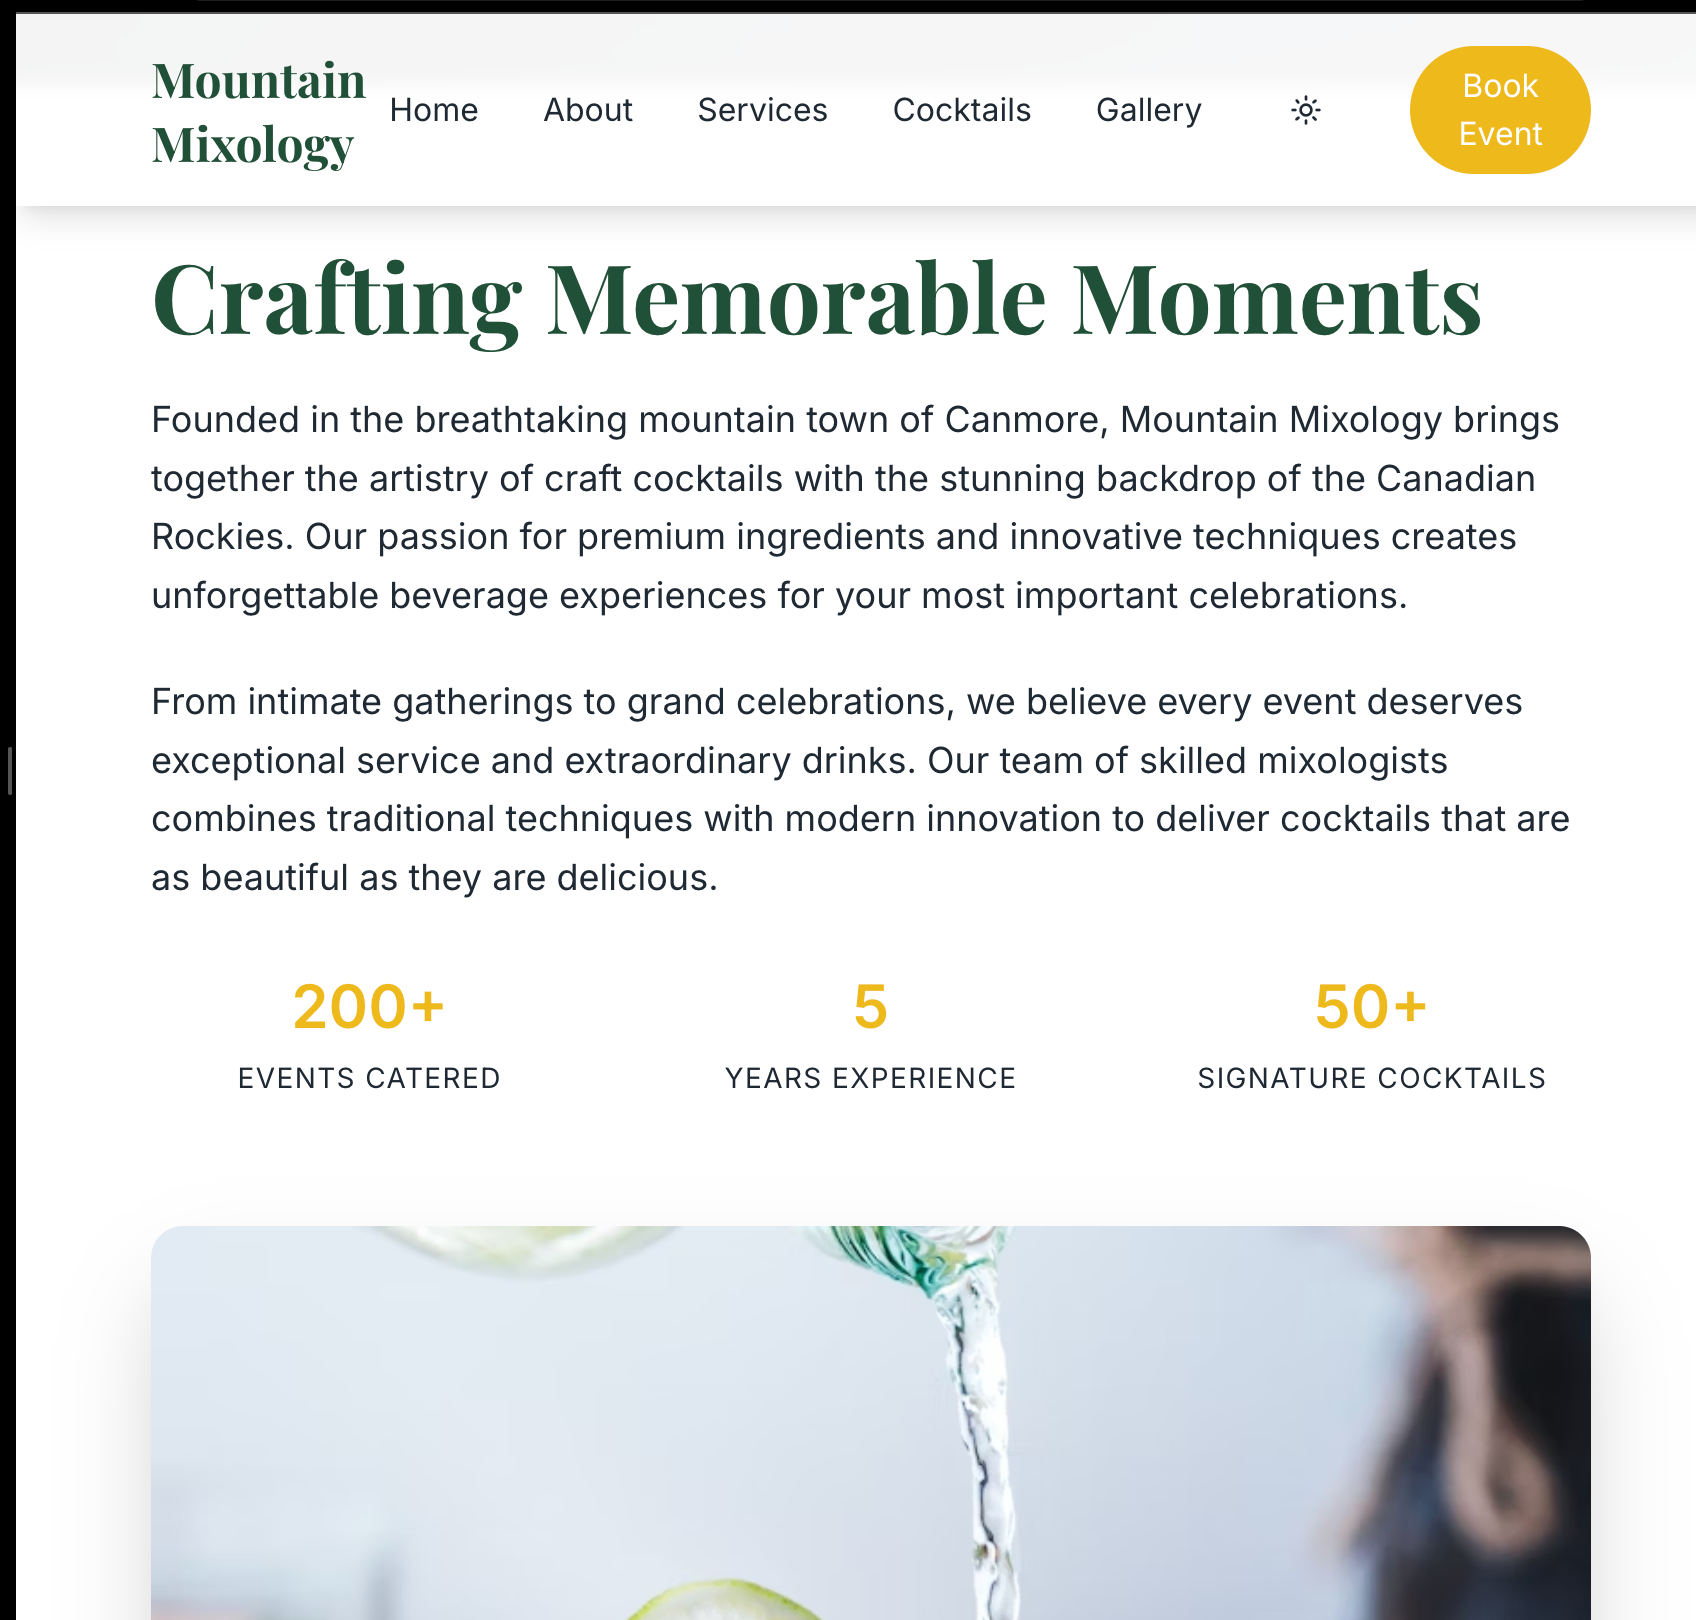 Mountain
Mixology
Home
About
Services
Cocktails
Gallery
Book
Event
Crafting Memorable Moments
Founded in the breathtaking mountain town of Canmore, Mountain Mixology brings
together the artistry of craft cocktails with the stunning backdrop of the Canadian
Rockies. Our passion for premium ingredients and innovative techniques creates
unforgettable beverage experiences for your most important celebrations.
From intimate gatherings to grand celebrations, we believe every event deserves
exceptional service and extraordinary drinks. Our team of skilled mixologists
combines traditional techniques with modern innovation to deliver cocktails that are
as beautiful as they are delicious.
200+
EVENTS CATERED
5
YEARS EXPERIENCE
50+
SIGNATURE COCKTAILS